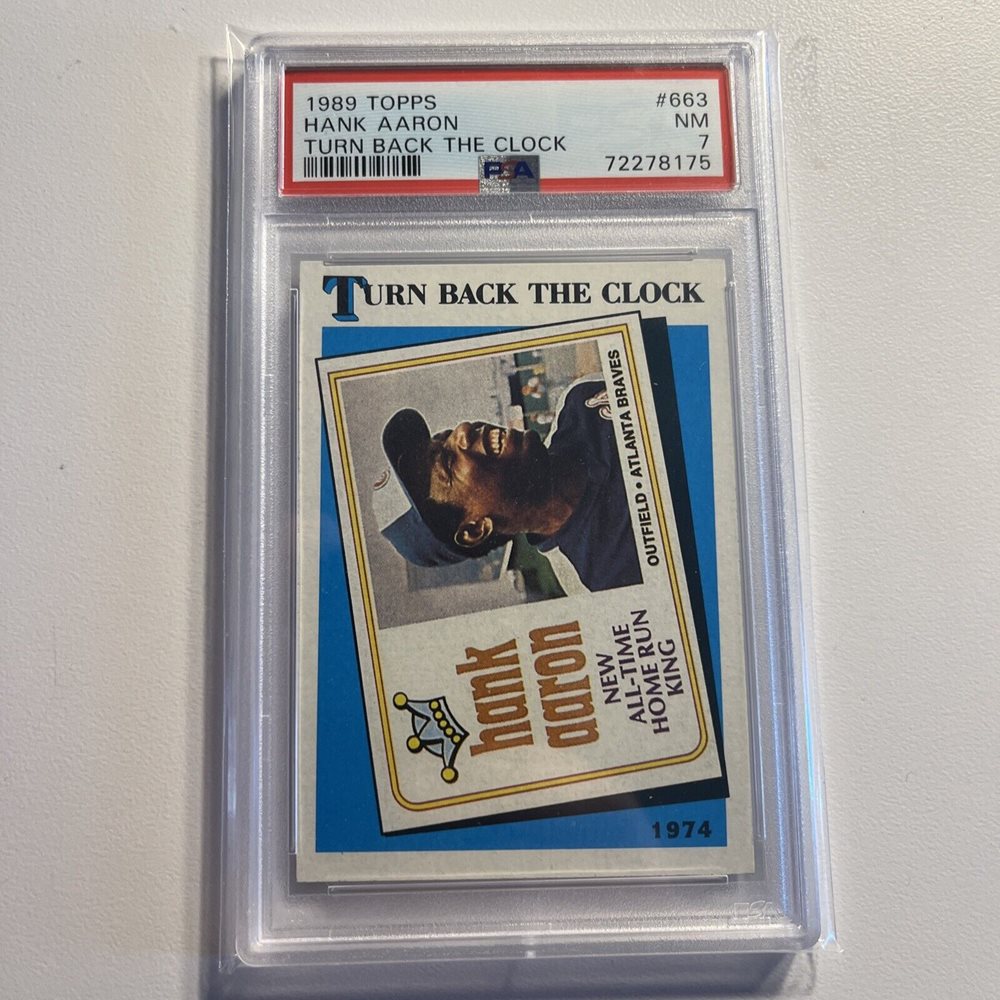 1989 TOPPS #663
HANK AARON NM
TURN BACK THE CLOCK 7
PSA 72278175
TURN BACK THE CLOCK
OUTFIELD • ATLANTA BRAVES
hank
aaron
NEW
ALL-TIME
HOME RUN
KING
1974
PSA